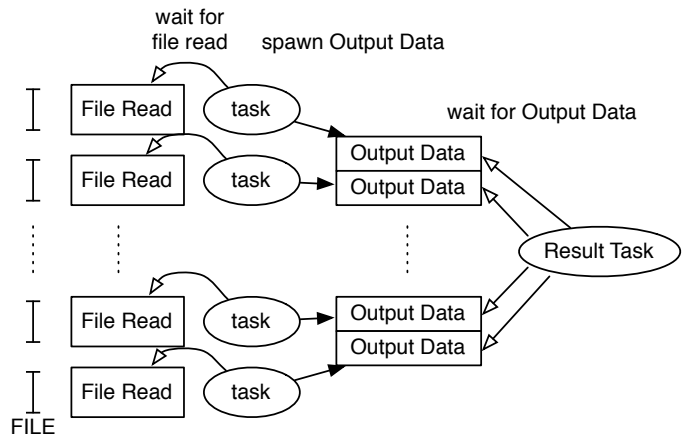 wait for
file read
spawn Output Data
File Read
task
wait for Output Data
Output Data
File Read
task
Output Data
Result Task
File Read
task
Output Data
Output Data
File Read
task
FILE